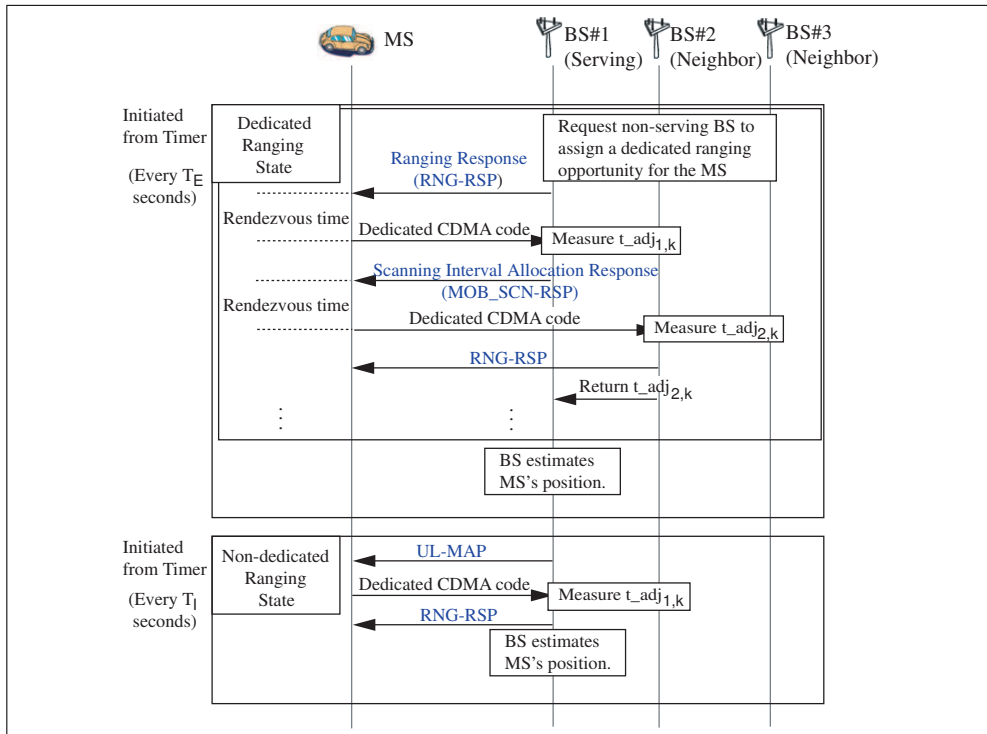 MS
BS#1
(Serving)
BS#2
(Neighbor)
BS#3
(Neighbor)
Initiated
from Timer
(Every T_E
seconds)
Dedicated
Ranging
State
Request non-serving BS to
assign a dedicated ranging
opportunity for the MS
Ranging Response
(RNG-RSP)
Rendezvous time
Dedicated CDMA code
Measure t_adj1,k
Scanning Interval Allocation Response
(MOB_SCN-RSP)
Rendezvous time
Dedicated CDMA code
Measure t_adj2,k
RNG-RSP
Return t_adj2,k
BS estimates
MS's position.
Initiated
from Timer
(Every T_I
seconds)
Non-dedicated
Ranging
State
UL-MAP
Dedicated CDMA code
Measure t_adj1,k
RNG-RSP
BS estimates
MS's position.